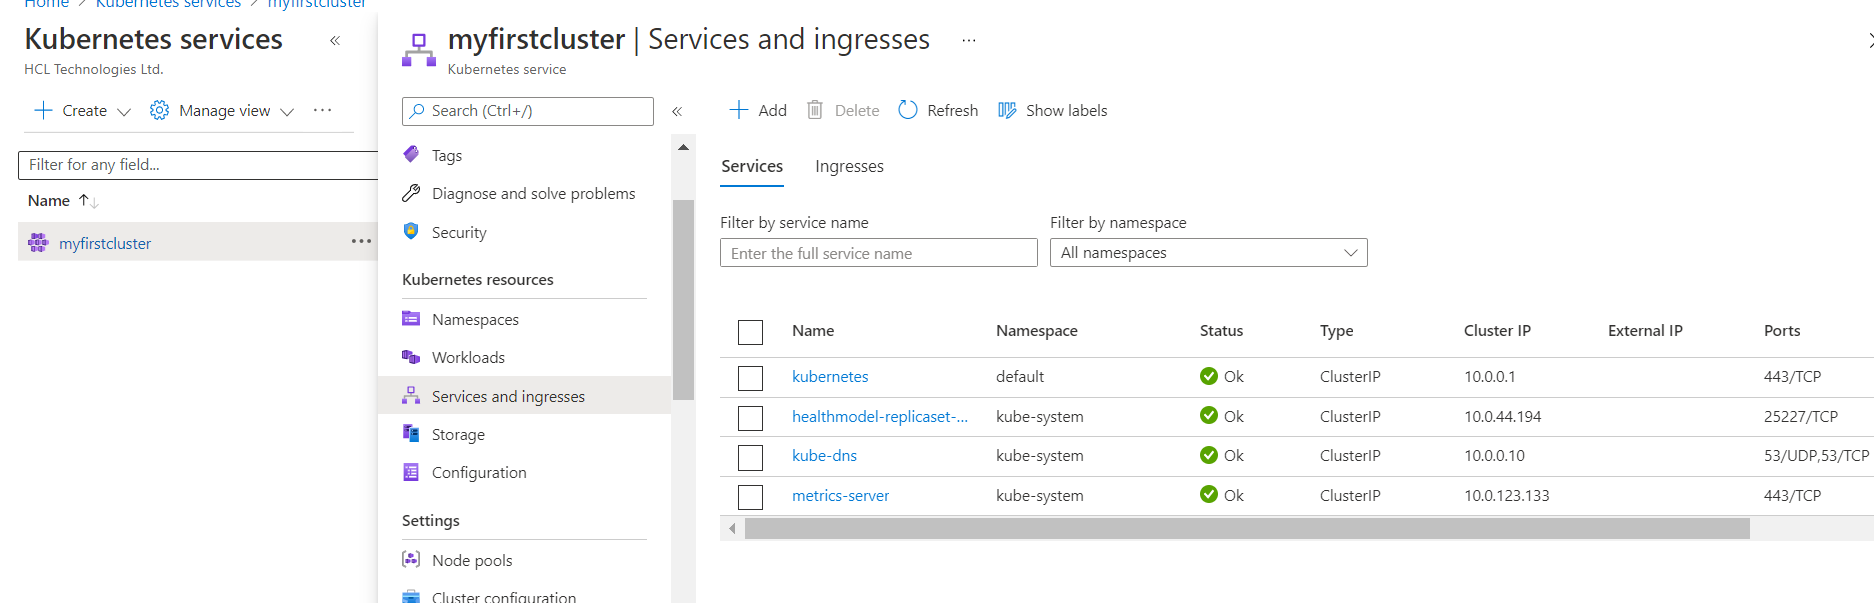 Home > Kubernetes services > myfirstcluster
Kubernetes services «
HCL Technologies Ltd.
+ Create Manage view ···
Filter for any field...
Name ↑↓
myfirstcluster ···
myfirstcluster | Services and ingresses ···
Kubernetes service
Search (Ctrl+/) «
Tags
Diagnose and solve problems
Security
Kubernetes resources
Namespaces
Workloads
Services and ingresses
Storage
Configuration
Settings
Node pools
Cluster configuration
+ Add Delete Refresh Show labels
Services Ingresses
Filter by service name Filter by namespace
Enter the full service name All namespaces
Name Namespace Status Type Cluster IP External IP Ports
kubernetes default Ok ClusterIP 10.0.0.1 443/TCP
healthmodel-replicaset-... kube-system Ok ClusterIP 10.0.44.194 25227/TCP
kube-dns kube-system Ok ClusterIP 10.0.0.10 53/UDP,53/TCP
metrics-server kube-system Ok ClusterIP 10.0.123.133 443/TCP